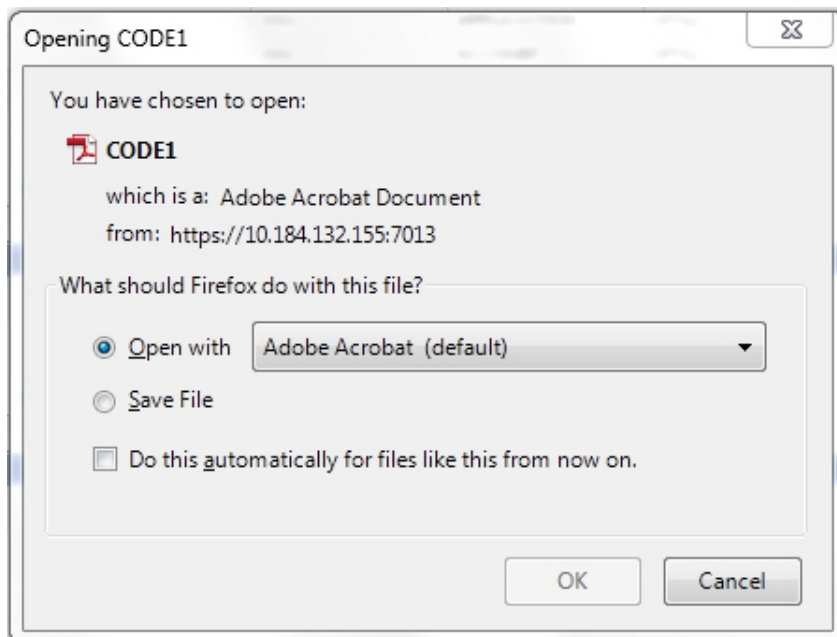 Opening CODE1
You have chosen to open:
CODE1
which is a: Adobe Acrobat Document
from: https://10.184.132.155:7013
What should Firefox do with this file?
Open with Adobe Acrobat (default)
Save File
Do this automatically for files like this from now on.
OK Cancel